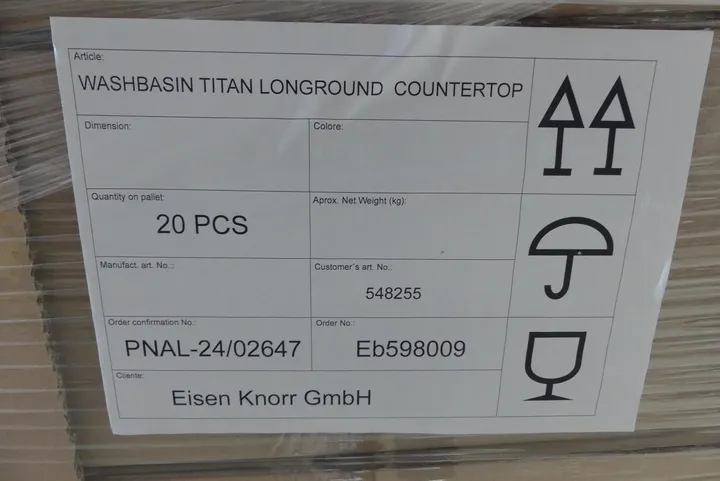 Article:
WASHBASIN TITAN LONGROUND COUNTERTOP
Dimension:
Colore:
Quantity on pallet:
20 PCS
Aprox. Net Weight (kg):
Manufact. art. No.:
Customer´s art. No.:
548255
Order confirmation No.:
PNAL-24/02647
Order No.:
Eb598009
Cliente:
Eisen Knorr GmbH